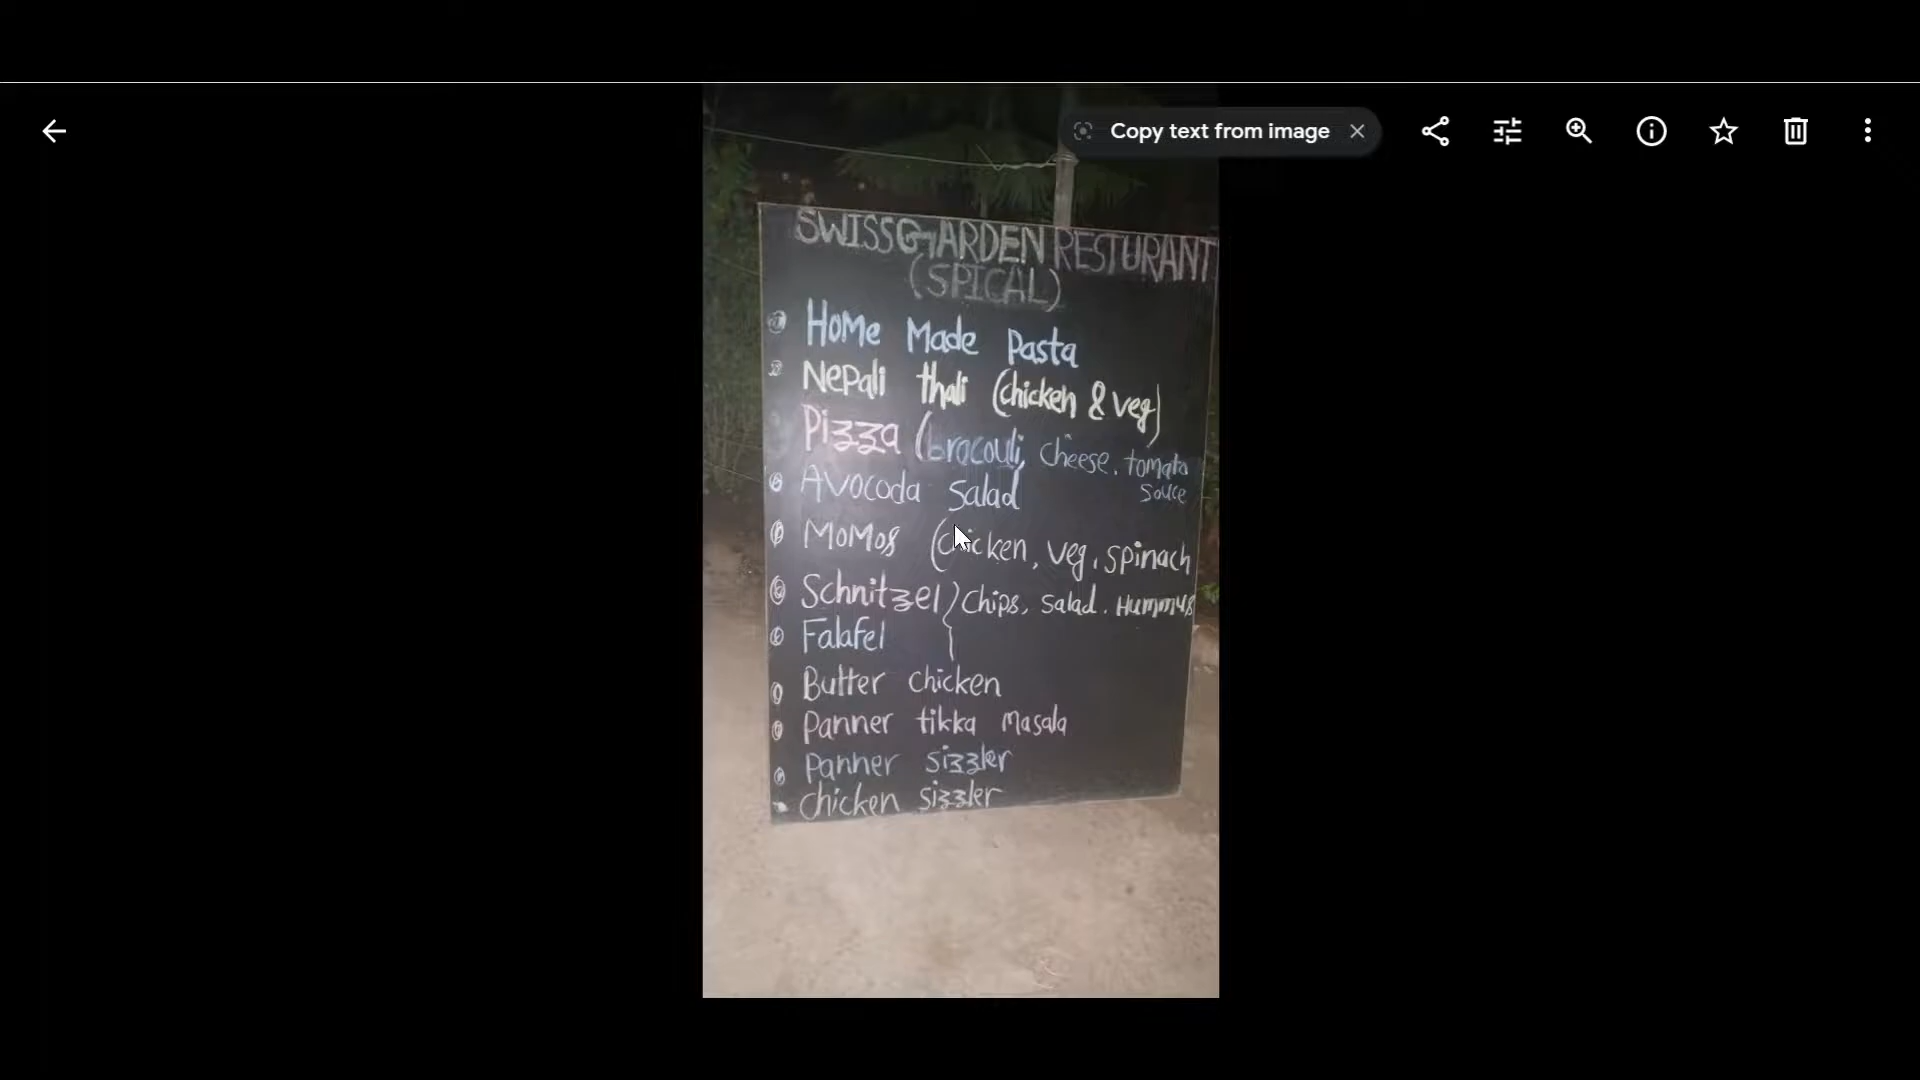 Copy text from image
SWISSGARDEN RESTURANT
(SPICAL)
Home Made Pasta
Nepali thali (chicken & veg)
Pizza (bracouli, cheese, tomato
souce
Avocoda Salad
MoMos (chicken, veg, spinach
Schnitzel } Chips, salad. Hummus
Falafel
Butter chicken
Panner tikka Masala
Panner sizzler
chicken sizzler